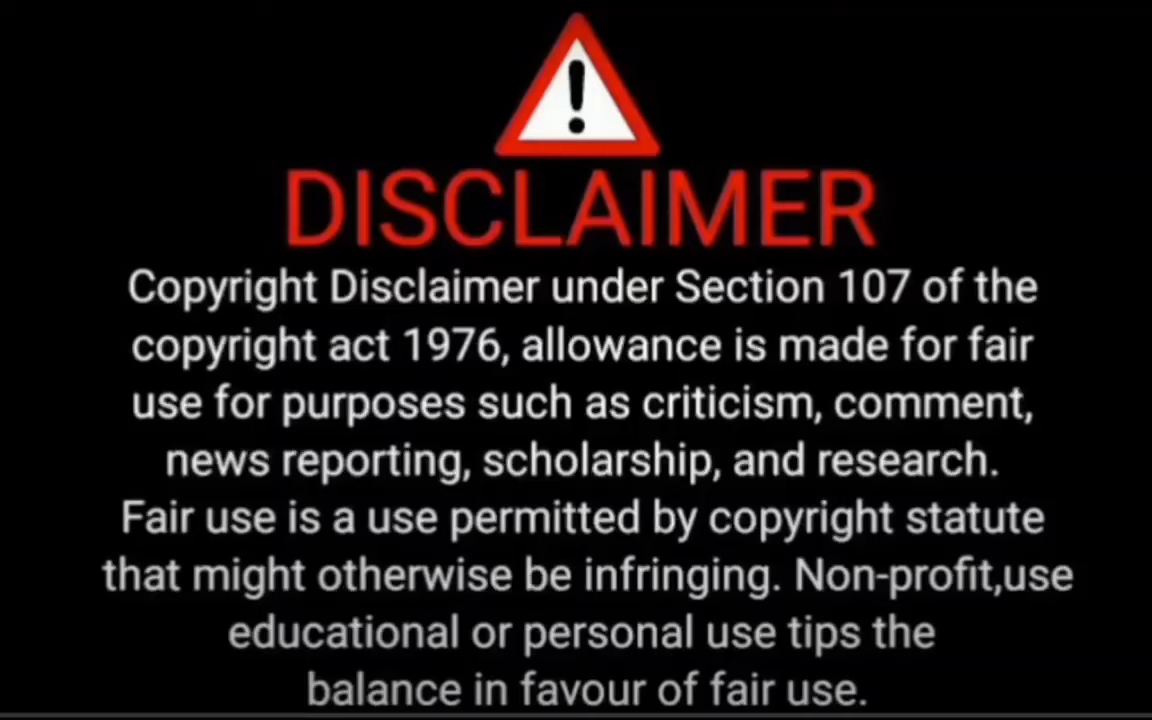 DISCLAIMER
Copyright Disclaimer under Section 107 of the
copyright act 1976, allowance is made for fair
use for purposes such as criticism, comment,
news reporting, scholarship, and research.
Fair use is a use permitted by copyright statute
that might otherwise be infringing. Non-profit,use
educational or personal use tips the
balance in favour of fair use.